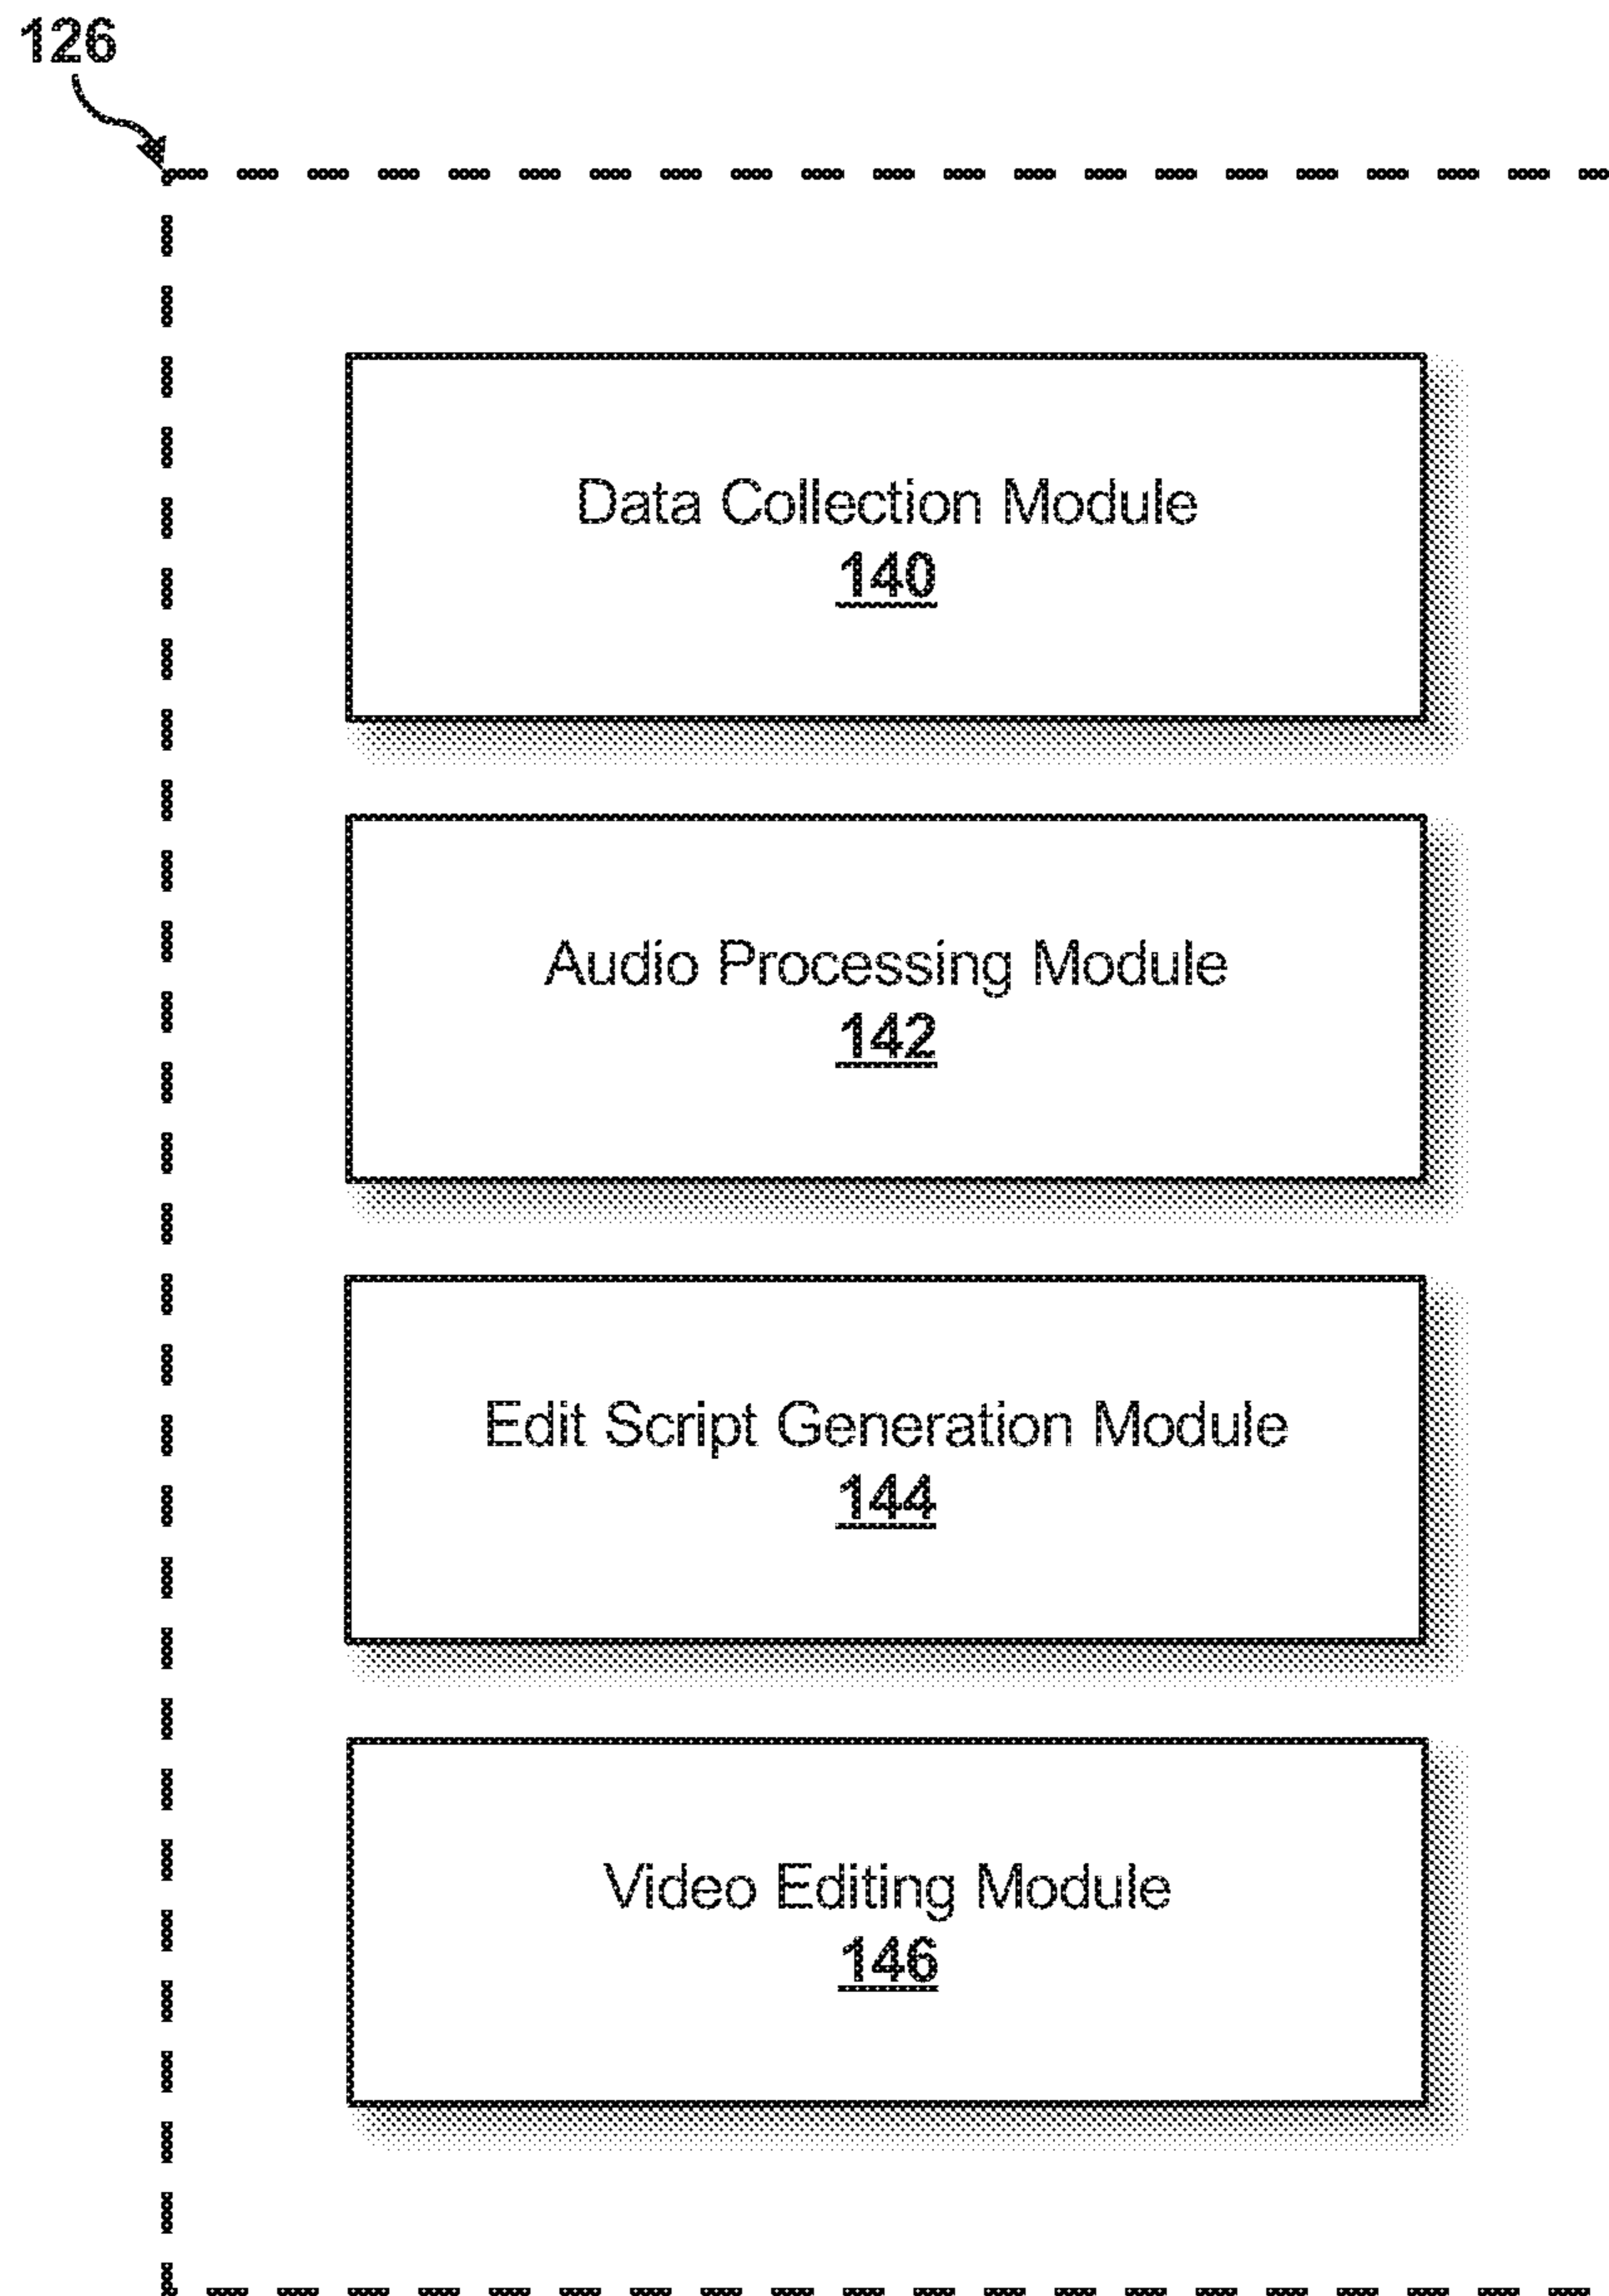 126
Data Collection Module
140
Audio Processing Module
142
Edit Script Generation Module
144
Video Editing Module
146